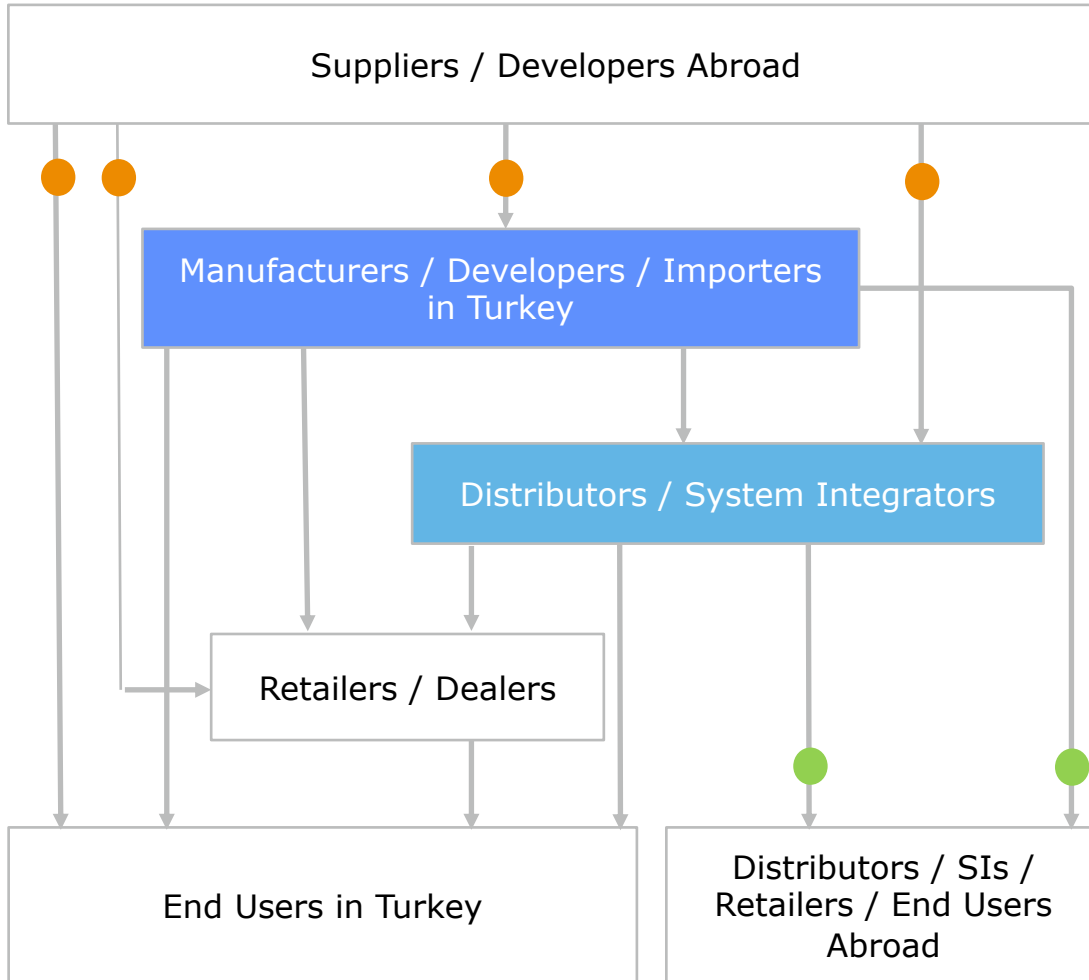 Suppliers / Developers Abroad
Manufacturers / Developers / Importers
in Turkey
Distributors / System Integrators
Retailers / Dealers
End Users in Turkey
Distributors / SIs /
Retailers / End Users
Abroad